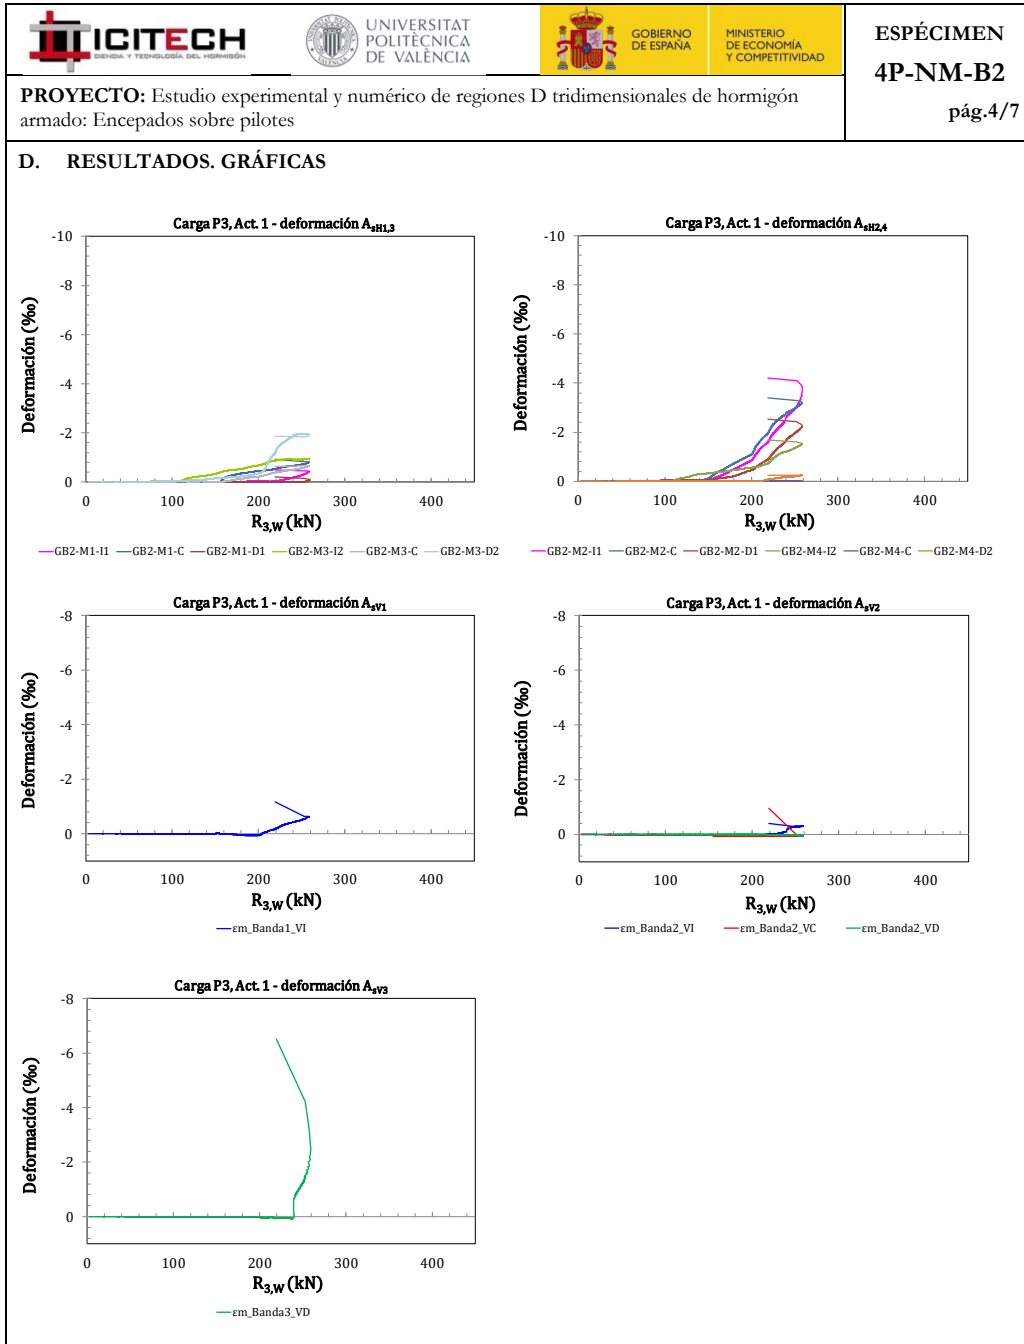 ICITECH
CIENCIA Y TECNOLOGÍA DEL HORMIGÓN
UNIVERSITAT
POLITÈCNICA
DE VALÈNCIA
GOBIERNO
DE ESPAÑA
MINISTERIO
DE ECONOMÍA
Y COMPETITIVIDAD
ESPÉCIMEN
4P-NM-B2
pág.4/7
PROYECTO: Estudio experimental y numérico de regiones D tridimensionales de hormigón
armado: Encepados sobre pilotes
D. RESULTADOS. GRÁFICAS
Carga P3, Act. 1 - deformación AsH1,3
Deformación (‰)
-10
-8
-6
-4
-2
0
0 100 200 300 400
R3,W (kN)
GB2-M1-I1 GB2-M1-C GB2-M1-D1 GB2-M3-I2 GB2-M3-C GB2-M3-D2
Carga P3, Act. 1 - deformación AsH2,4
Deformación (‰)
-10
-8
-6
-4
-2
0
0 100 200 300 400
R3,W (kN)
GB2-M2-I1 GB2-M2-C GB2-M2-D1 GB2-M4-I2 GB2-M4-C GB2-M4-D2
Carga P3, Act. 1 - deformación AsV1
Deformación (‰)
-8
-6
-4
-2
0
0 100 200 300 400
R3,W (kN)
εm_Banda1_VI
Carga P3, Act. 1 - deformación AsV2
Deformación (‰)
-8
-6
-4
-2
0
0 100 200 300 400
R3,W (kN)
εm_Banda2_VI εm_Banda2_VC εm_Banda2_VD
Carga P3, Act. 1 - deformación AsV3
Deformación (‰)
-8
-6
-4
-2
0
0 100 200 300 400
R3,W (kN)
εm_Banda3_VD